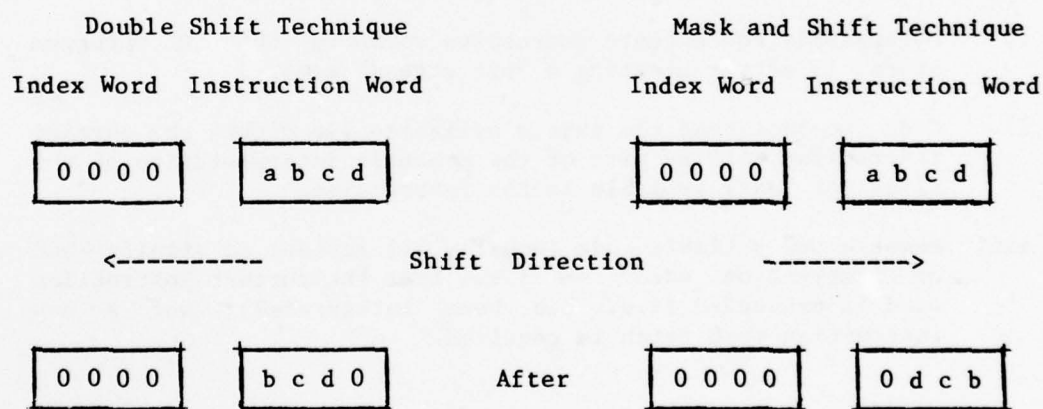 Double Shift Technique Mask and Shift Technique
Index Word Instruction Word Index Word Instruction Word
0 0 0 0 a b c d 0 0 0 0 a b c d
Shift Direction
0 0 0 0 b c d 0 After 0 0 0 0 0 d c b